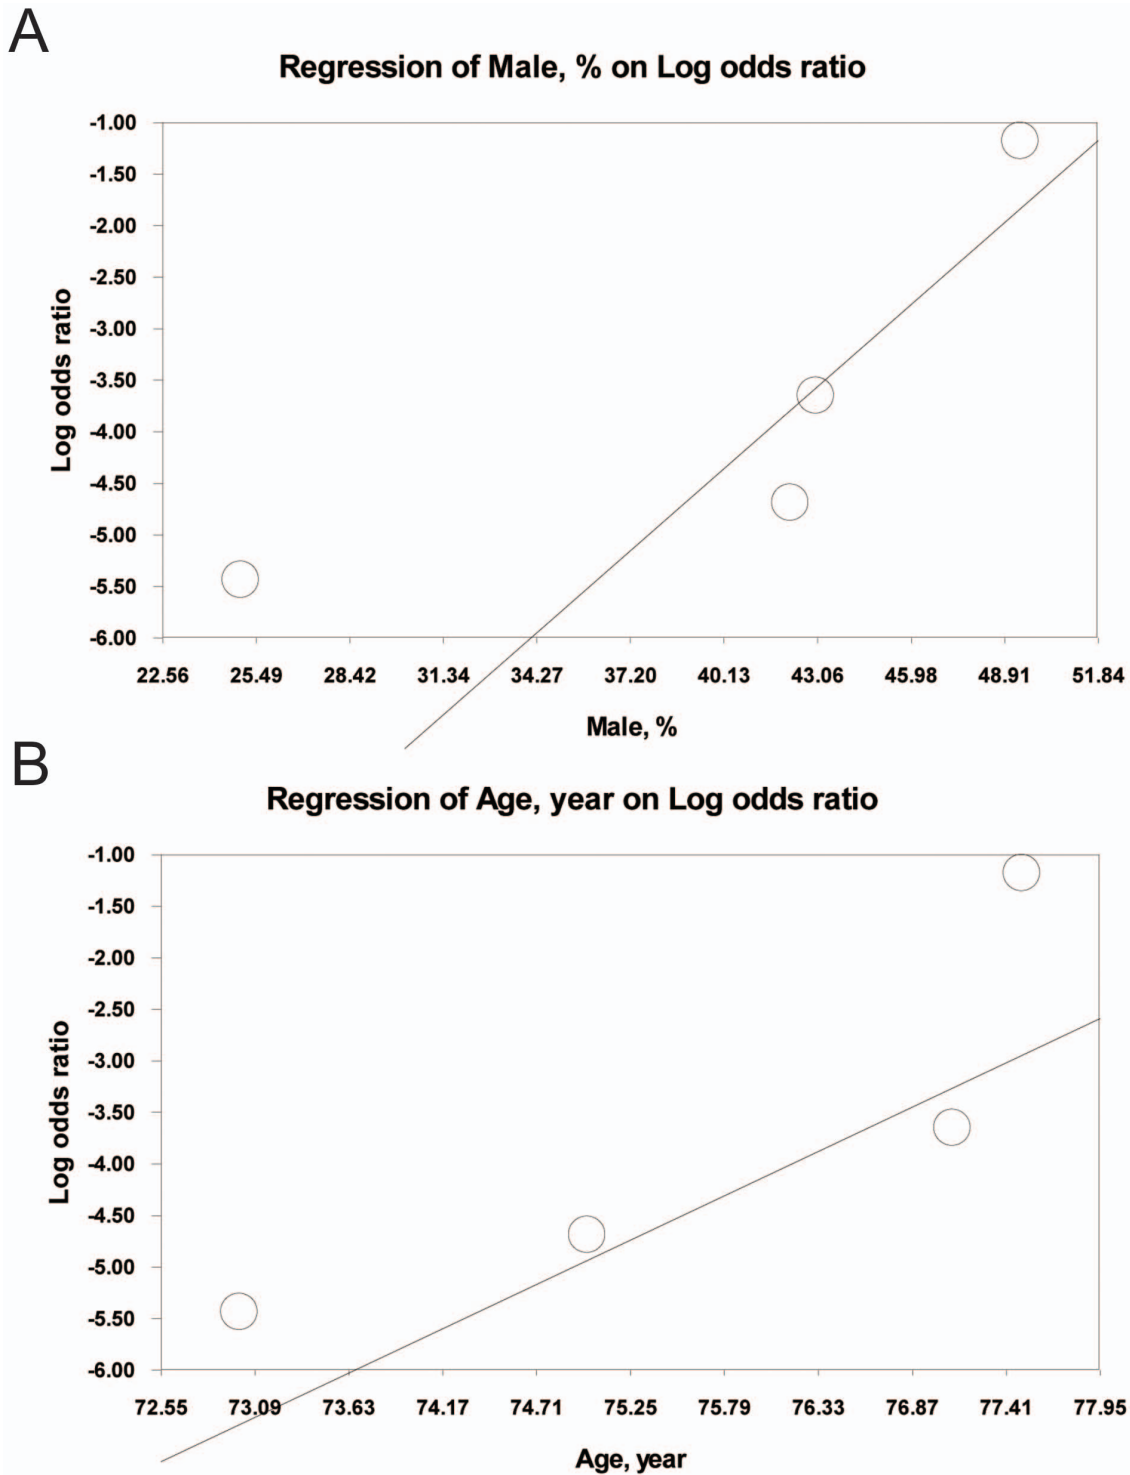 A
Regression of Male, % on Log odds ratio
-1.00
-1.50
-2.00
-2.50
-3.00
-3.50
-4.00
-4.50
-5.00
-5.50
-6.00
Log odds ratio
22.56 25.49 28.42 31.34 34.27 37.20 40.13 43.06 45.98 48.91 51.84
Male, %
B
Regression of Age, year on Log odds ratio
-1.00
-1.50
-2.00
-2.50
-3.00
-3.50
-4.00
-4.50
-5.00
-5.50
-6.00
Log odds ratio
72.55 73.09 73.63 74.17 74.71 75.25 75.79 76.33 76.87 77.41 77.95
Age, year